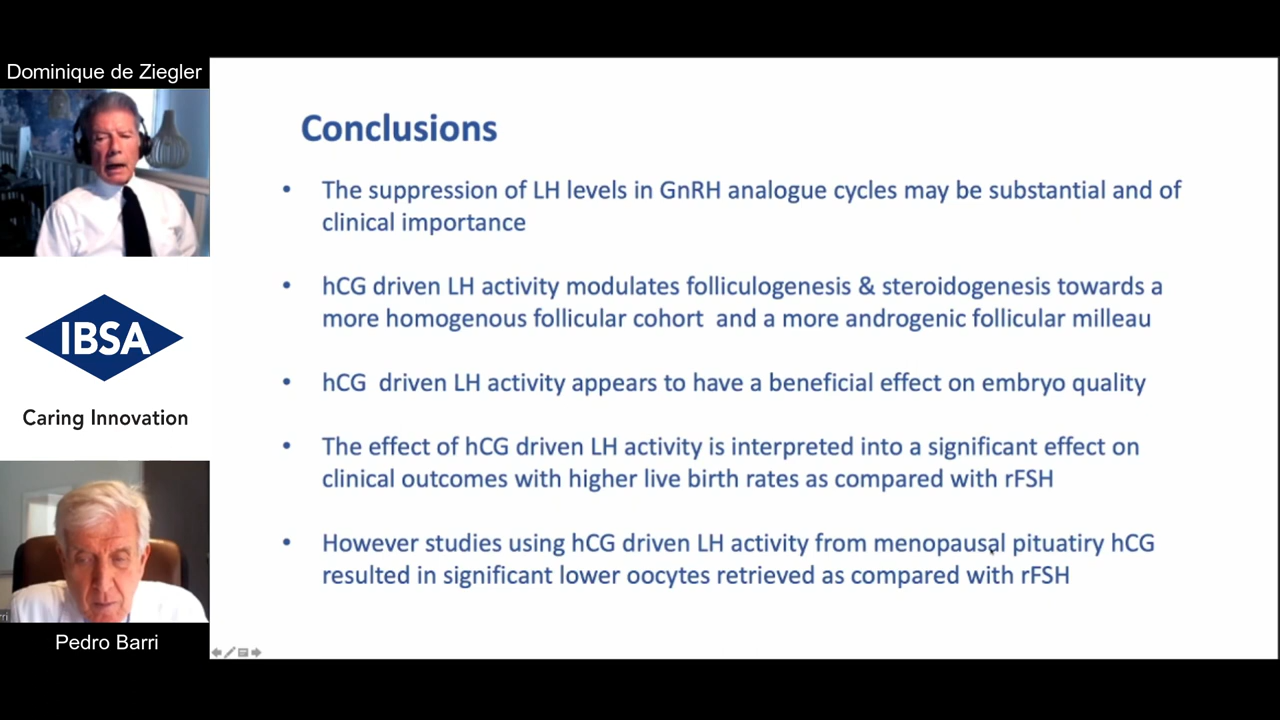 Dominique de Ziegler
IBSA
Caring Innovation
Pedro Barri
Conclusions
• The suppression of LH levels in GnRH analogue cycles may be substantial and of
clinical importance
• hCG driven LH activity modulates folliculogenesis & steroidogenesis towards a
more homogenous follicular cohort and a more androgenic follicular milleau
• hCG driven LH activity appears to have a beneficial effect on embryo quality
• The effect of hCG driven LH activity is interpreted into a significant effect on
clinical outcomes with higher live birth rates as compared with rFSH
• However studies using hCG driven LH activity from menopausal pituatiry hCG
resulted in significant lower oocytes retrieved as compared with rFSH